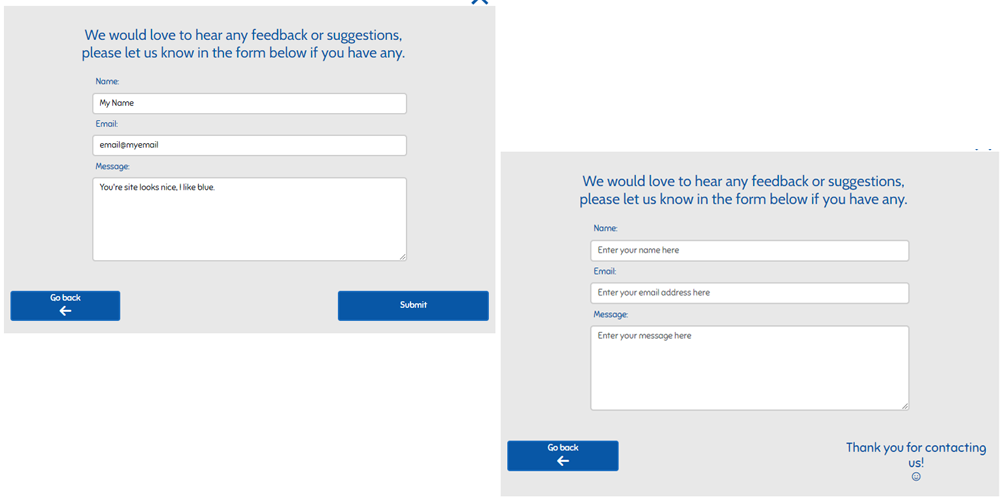 We would love to hear any feedback or suggestions,
please let us know in the form below if you have any.
Name:
My Name
Email:
email@myemail
Message:
You're site looks nice, I like blue.
Go back
Submit
We would love to hear any feedback or suggestions,
please let us know in the form below if you have any.
Name:
Enter your name here
Email:
Enter your email address here
Message:
Enter your message here
Go back
Thank you for contacting
us!